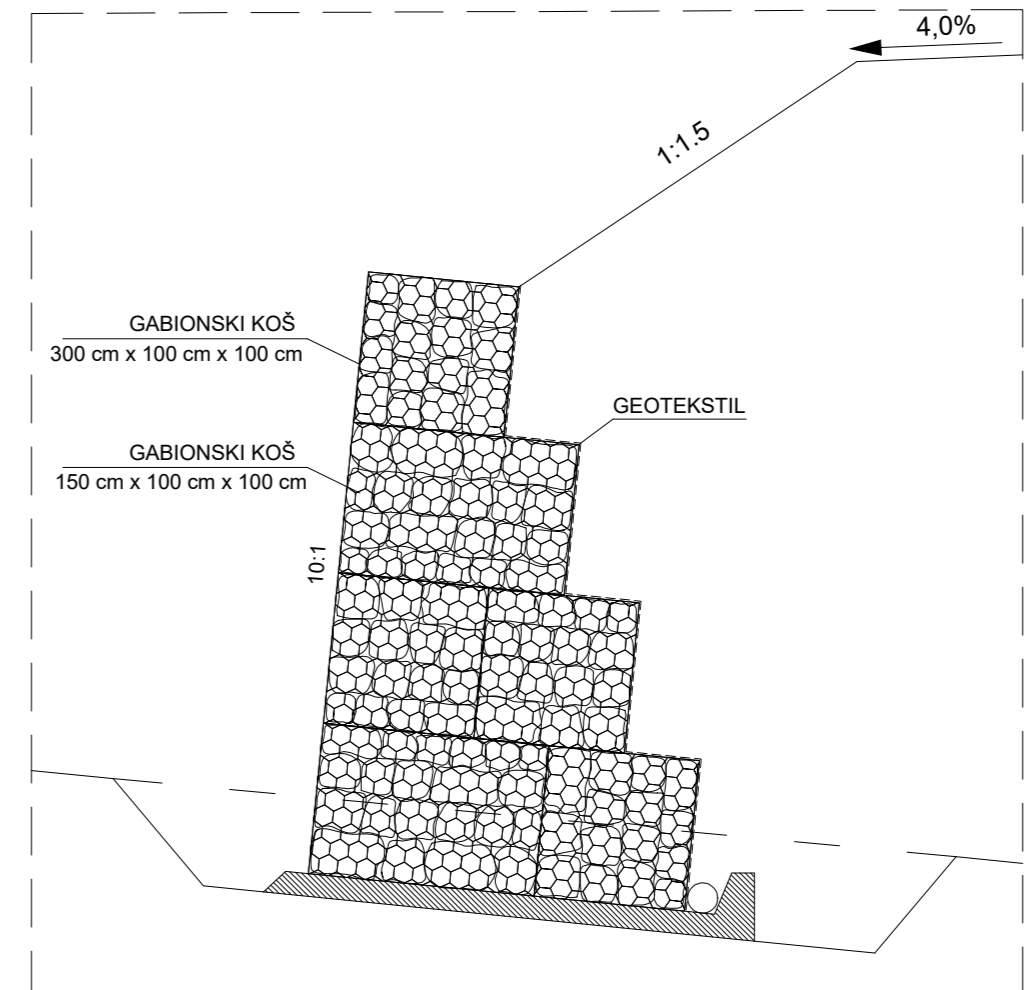 4,0%
1:1.5
GABIONSKI KOŠ
300 cm x 100 cm x 100 cm
GEOTEKSTIL
GABIONSKI KOŠ
150 cm x 100 cm x 100 cm
10:1